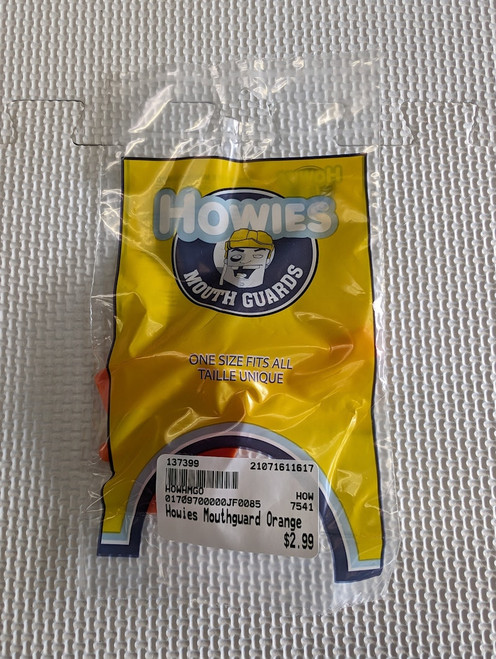 HOWIES
MOUTH GUARDS
ONE SIZE FITS ALL
TAILLE UNIQUE
137399 21071611617
HOWHMGO HOW
01709700000JF0085 7541
Howies Mouthguard Orange
$2.99